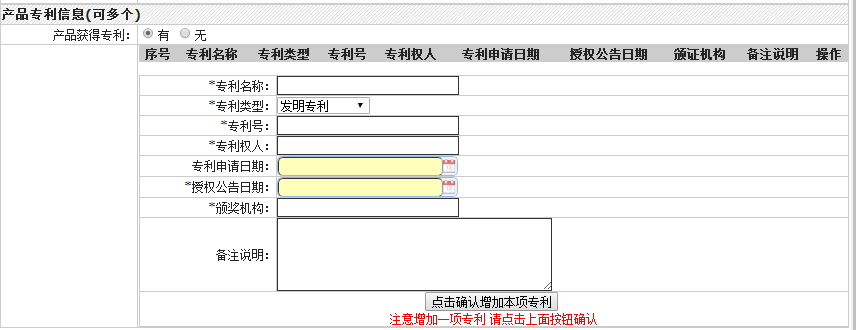 产品专利信息(可多个)
产品获得专利: 有 无
序号 专利名称 专利类型 专利号 专利权人 专利申请日期 授权公告日期 颁证机构 备注说明 操作
*专利名称:
*专利类型: 发明专利
*专利号:
*专利权人:
专利申请日期:
*授权公告日期:
*颁奖机构:
备注说明:
点击确认增加本项专利
注意增加一项专利 请点击上面按钮确认